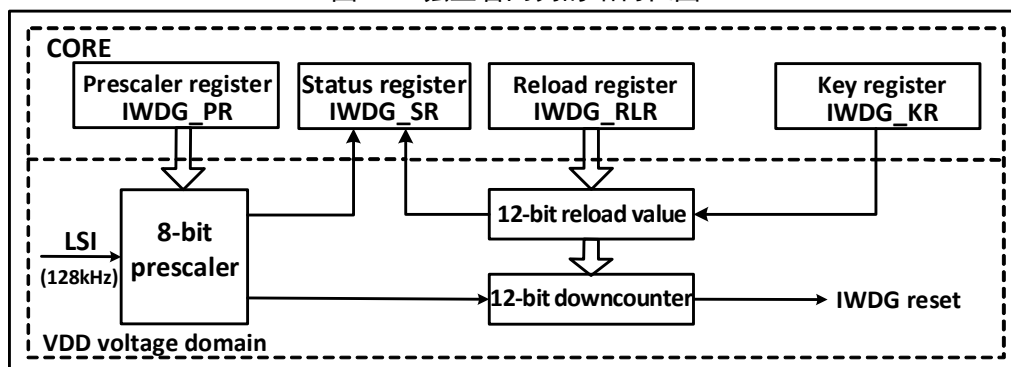 CORE
Prescaler register
IWDG_PR
Status register
IWDG_SR
Reload register
IWDG_RLR
Key register
IWDG_KR
8-bit
prescaler
LSI
(128kHz)
12-bit reload value
12-bit downcounter
IWDG reset
VDD voltage domain